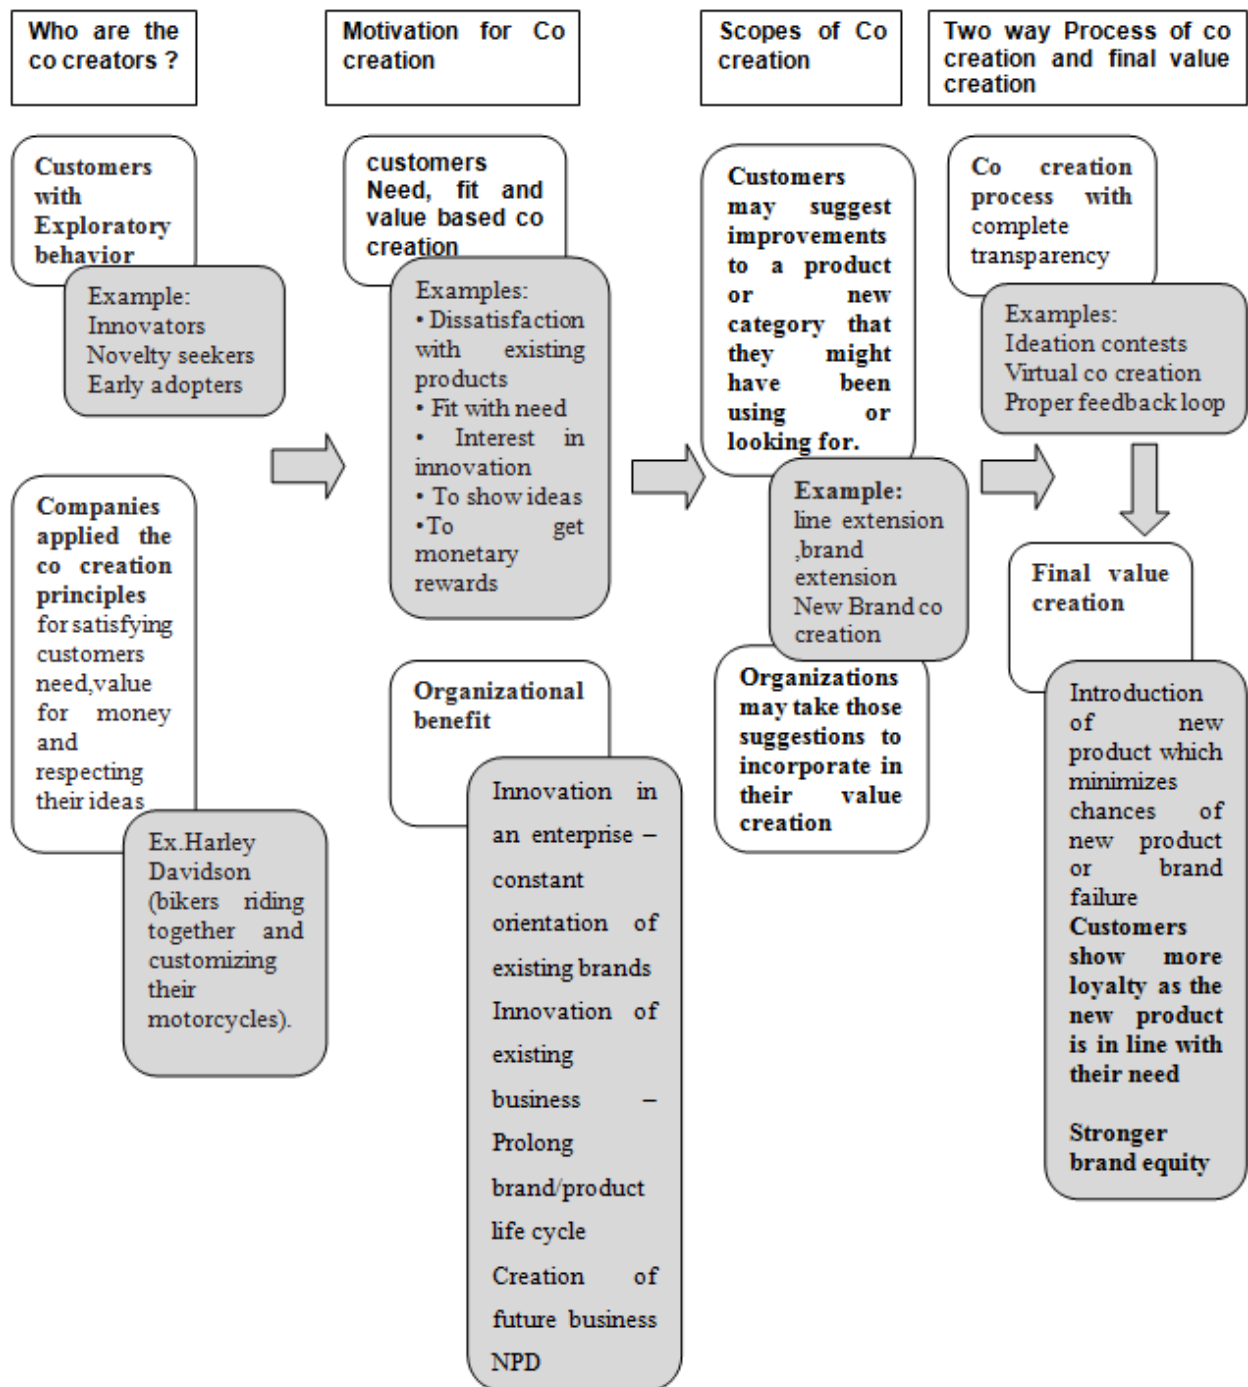 Who are the
co creators ?
Motivation for Co
creation
Scopes of Co
creation
Two way Process of co
creation and final value
creation
Customers
with
Exploratory
behavior
Example:
Innovators
Novelty seekers
Early adopters
Companies
applied the
co creation
principles
for satisfying
customers
need,value
for money
and
respecting
their ideas
Ex.Harley
Davidson
(bikers riding
together and
customizing
their
motorcycles).
customers
Need, fit and
value based co
creation
Examples:
• Dissatisfaction
with existing
products
• Fit with need
• Interest in
innovation
• To show ideas
•To get
monetary
rewards
Organizational
benefit
Innovation in
an enterprise –
constant
orientation of
existing brands
Innovation of
existing
business –
Prolong
brand/product
life cycle
Creation of
future business
NPD
Customers
may suggest
improvements
to a product
or new
category that
they might
have been
using or
looking for.
Example:
line extension
,brand
extension
New Brand co
creation
Organizations
may take those
suggestions to
incorporate in
their value
creation
Co creation
process with
complete
transparency
Examples:
Ideation contests
Virtual co creation
Proper feedback loop
Final value
creation
Introduction
of new
product which
minimizes
chances of
new product
or brand
failure
Customers
show more
loyalty as the
new product
is in line with
their need
Stronger
brand equity